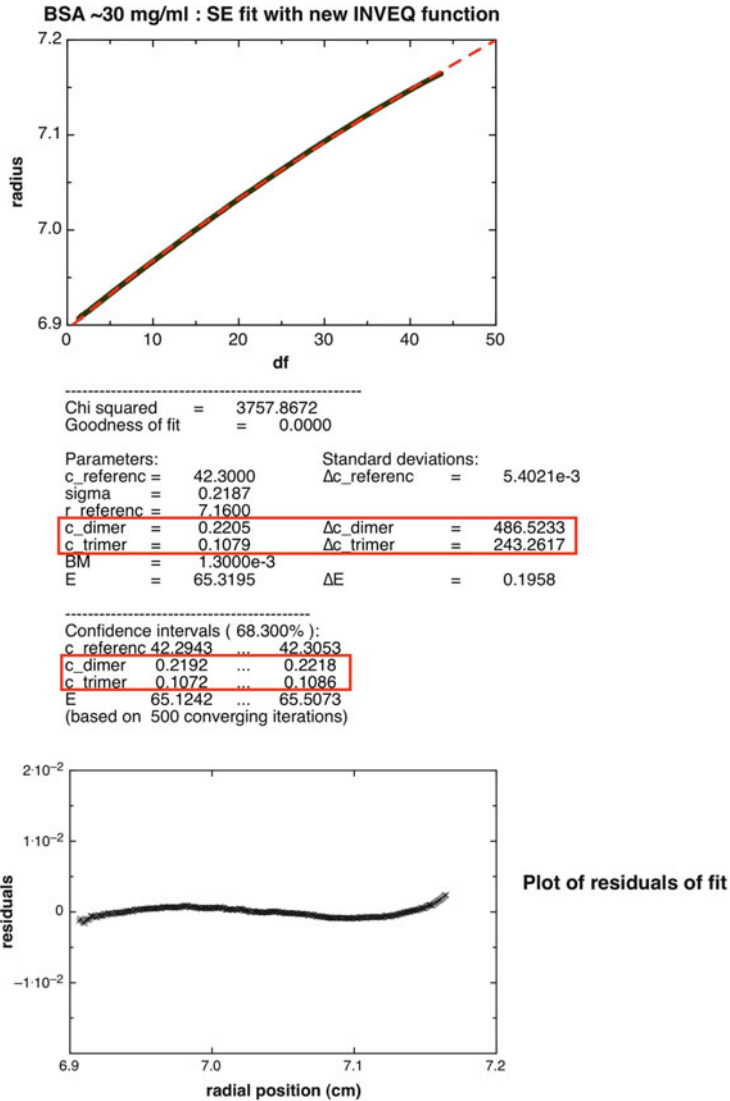 BSA ~30 mg/ml : SE fit with new INVEQ function
7.2
7.1
7.0
6.9
radius
0 10 20 30 40 50
df
Chi squared = 3757.8672
Goodness of fit = 0.0000
Parameters: Standard deviations:
c_referenc = 42.3000 Δc_referenc = 5.4021e-3
sigma = 0.2187
r_referenc = 7.1600
c_dimer = 0.2205 Δc_dimer = 486.5233
c_trimer = 0.1079 Δc_trimer = 243.2617
BM = 1.3000e-3
E = 65.3195 ΔE = 0.1958
Confidence intervals ( 68.300% ):
c_referenc 42.2943 ... 42.3053
c_dimer 0.2192 ... 0.2218
c_trimer 0.1072 ... 0.1086
E 65.1242 ... 65.5073
(based on 500 converging iterations)
2·10⁻²
1·10⁻²
0
−1·10⁻²
residuals
6.9 7.0 7.1 7.2
radial position (cm)
Plot of residuals of fit